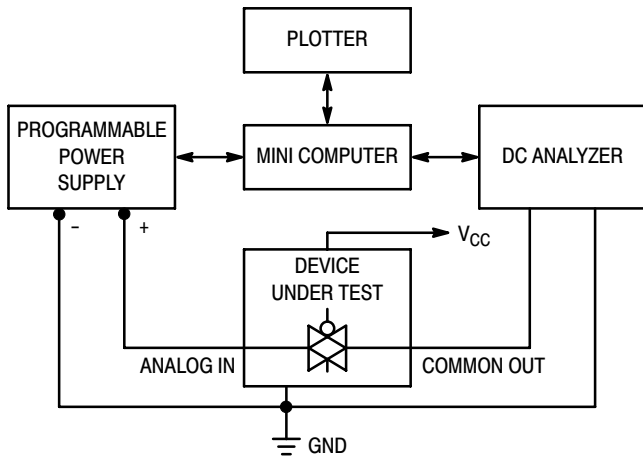 PLOTTER
PROGRAMMABLE
POWER
SUPPLY
MINI COMPUTER
DC ANALYZER
− +
VCC
DEVICE
UNDER TEST
ANALOG IN
COMMON OUT
GND